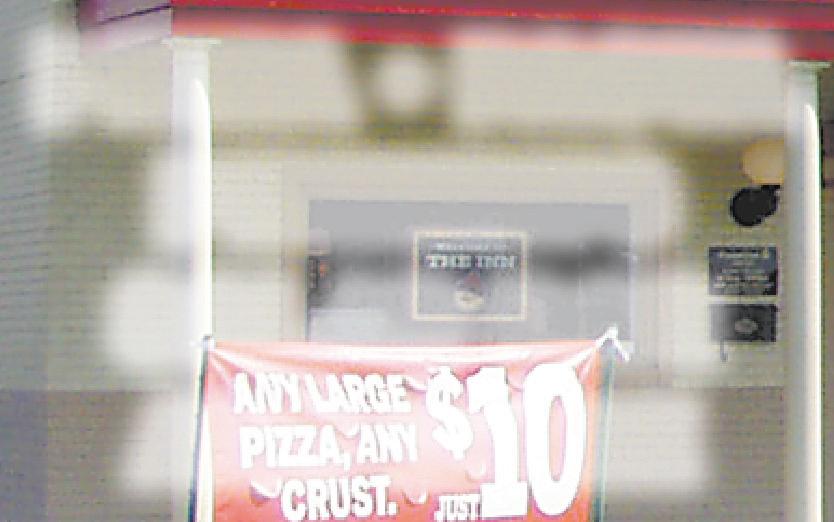 THE INN
ANY LARGE
PIZZA, ANY
CRUST.
JUST
$10